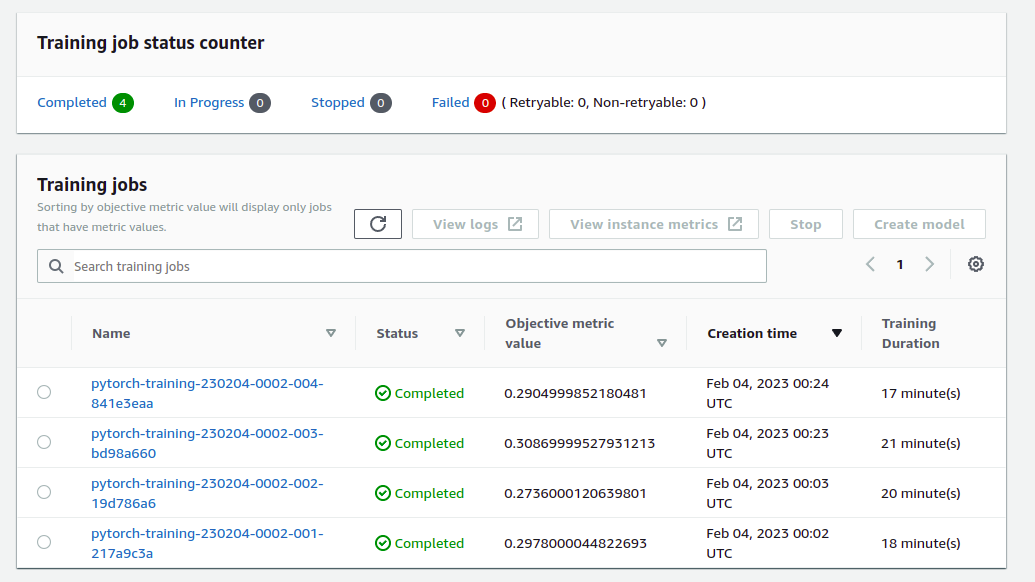 Training job status counter
Completed 4 In Progress 0 Stopped 0 Failed 0 ( Retryable: 0, Non-retryable: 0 )
Training jobs
Sorting by objective metric value will display only jobs
that have metric values.
View logs View instance metrics Stop Create model
Search training jobs
1
Name Status Objective metric value Creation time Training Duration
pytorch-training-230204-0002-004-
841e3eaa
Completed 0.2904999852180481 Feb 04, 2023 00:24
UTC
17 minute(s)
pytorch-training-230204-0002-003-
bd98a660
Completed 0.30869999527931213 Feb 04, 2023 00:23
UTC
21 minute(s)
pytorch-training-230204-0002-002-
19d786a6
Completed 0.2736000120639801 Feb 04, 2023 00:03
UTC
20 minute(s)
pytorch-training-230204-0002-001-
217a9c3a
Completed 0.2978000044822693 Feb 04, 2023 00:02
UTC
18 minute(s)